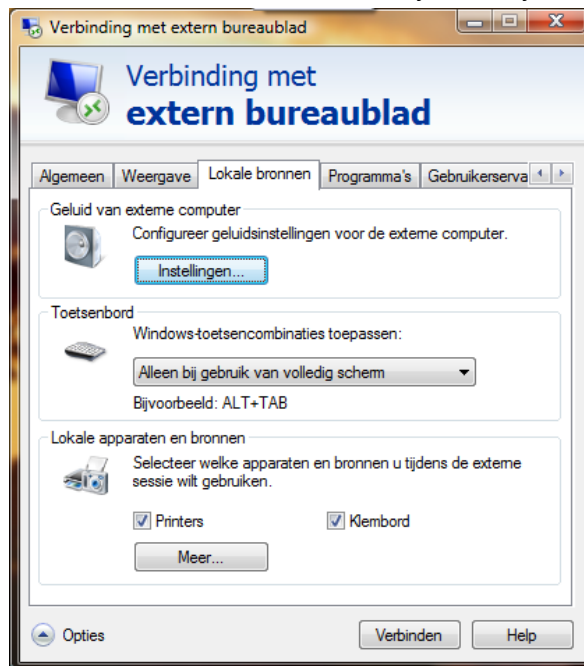 Verbinding met extern bureaublad
Verbinding met
extern bureaublad
Algemeen Weergave Lokale bronnen Programma's Gebruikerserva
Geluid van externe computer
Configureer geluidsinstellingen voor de externe computer.
Instellingen...
Toetsenbord
Windows-toetsencombinaties toepassen:
Alleen bij gebruik van volledig scherm
Bijvoorbeeld: ALT+TAB
Lokale apparaten en bronnen
Selecteer welke apparaten en bronnen u tijdens de externe
sessie wilt gebruiken.
Printers Klembord
Meer...
Opties Verbinden Help